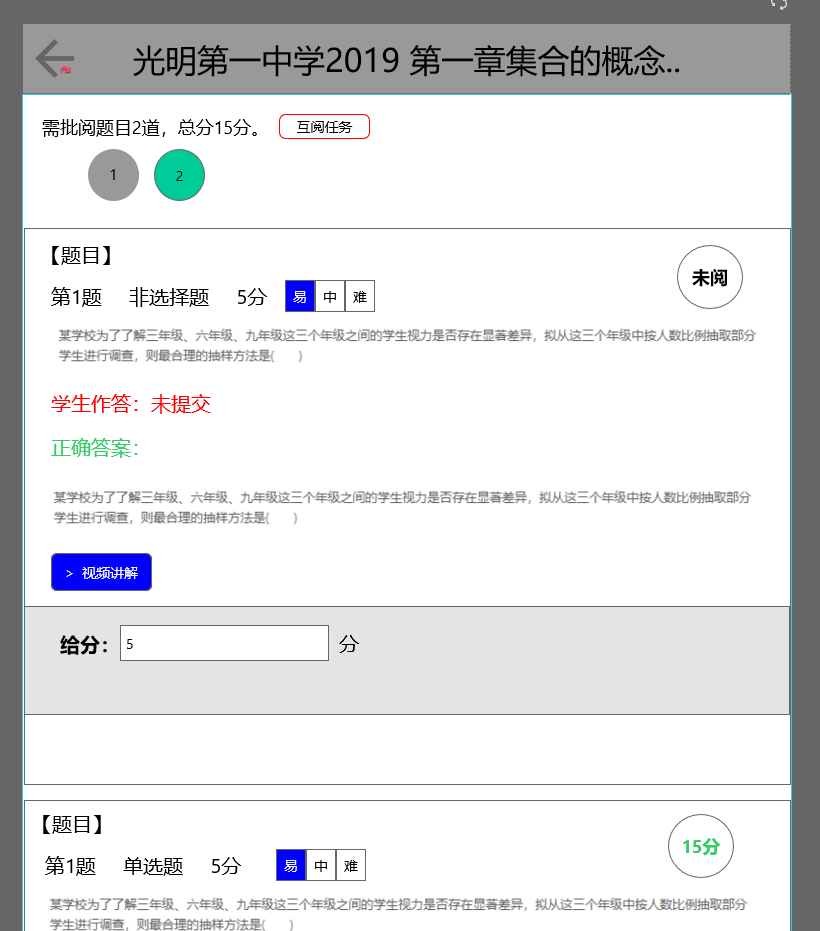 光明第一中学2019 第一章集合的概念..
需批阅题目2道，总分15分。 互阅任务
1 2
【题目】
未阅
第1题 非选择题 5分 易 中 难
某学校为了了解三年级、六年级、九年级这三个年级之间的学生视力是否存在显著差异，拟从这三个年级中按人数比例抽取部分
学生进行调查，则最合理的抽样方法是( )
学生作答：未提交
正确答案：
某学校为了了解三年级、六年级、九年级这三个年级之间的学生视力是否存在显著差异，拟从这三个年级中按人数比例抽取部分
学生进行调查，则最合理的抽样方法是( )
> 视频讲解
给分： 5 分
【题目】
15分
第1题 单选题 5分 易 中 难
某学校为了了解三年级、六年级、九年级这三个年级之间的学生视力是否存在显著差异，拟从这三个年级中按人数比例抽取部分
学生进行调查，则最合理的抽样方法是( )